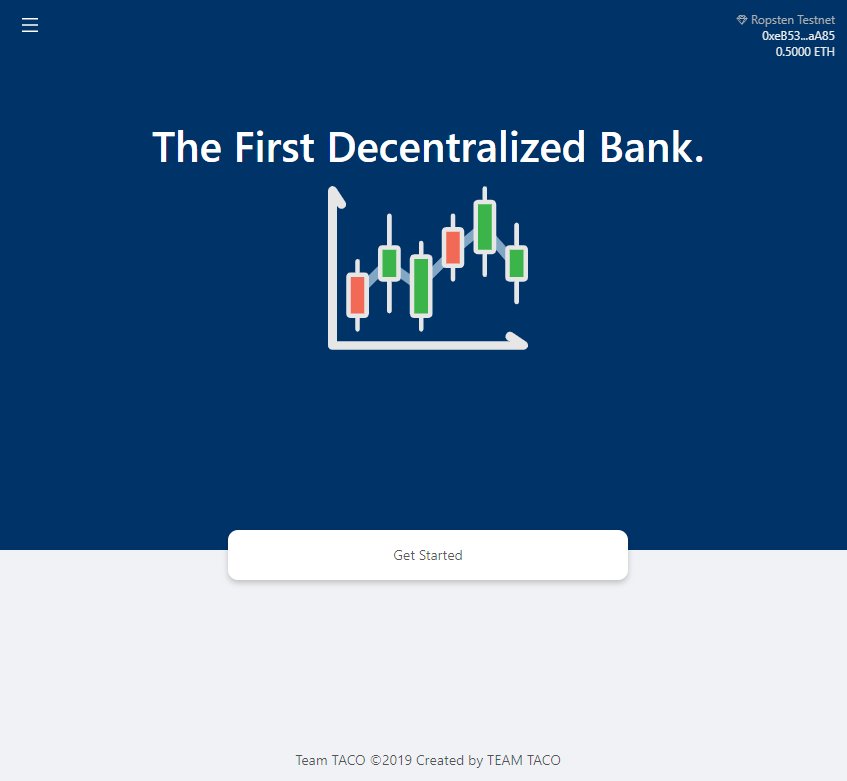 Ropsten Testnet
0xeB53...aA85
0.5000 ETH
The First Decentralized Bank.
Get Started
Team TACO ©2019 Created by TEAM TACO